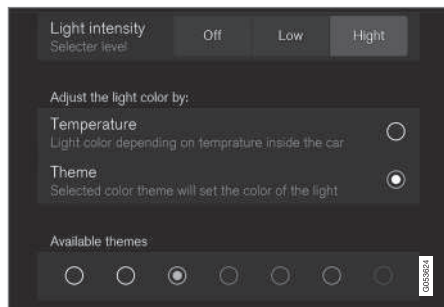 Light intensity
Selecter level
Off
Low
Hight
Adjust the light color by:
Temperature
Light color depending on temprature inside the car
Theme
Selected color theme will set the color of the light
Available themes
G053624